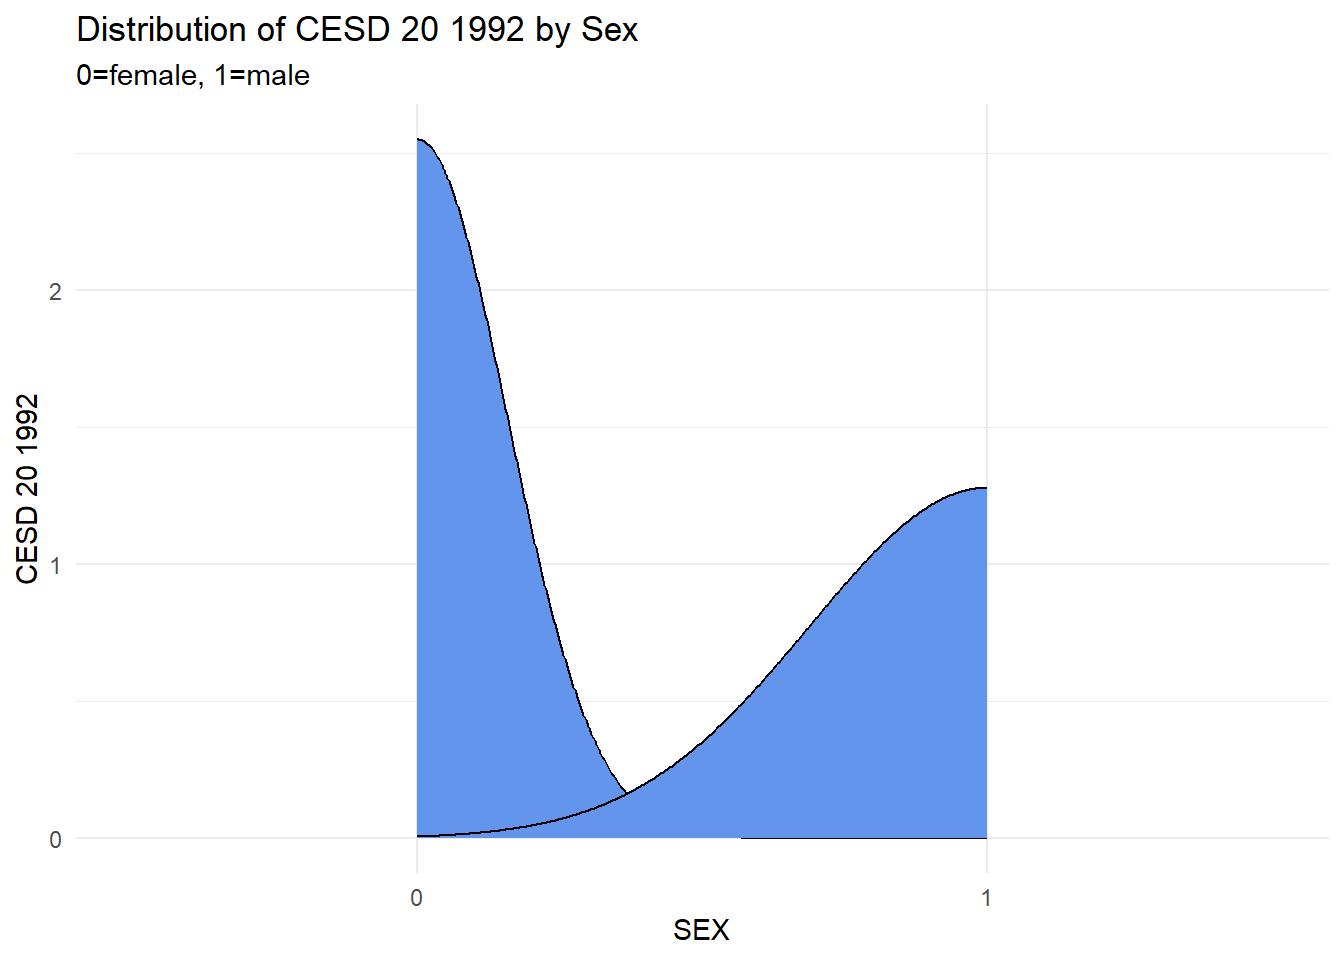 Distribution of CESD 20 1992 by Sex
0=female, 1=male
CESD 20 1992
2
1
0
0 1
SEX